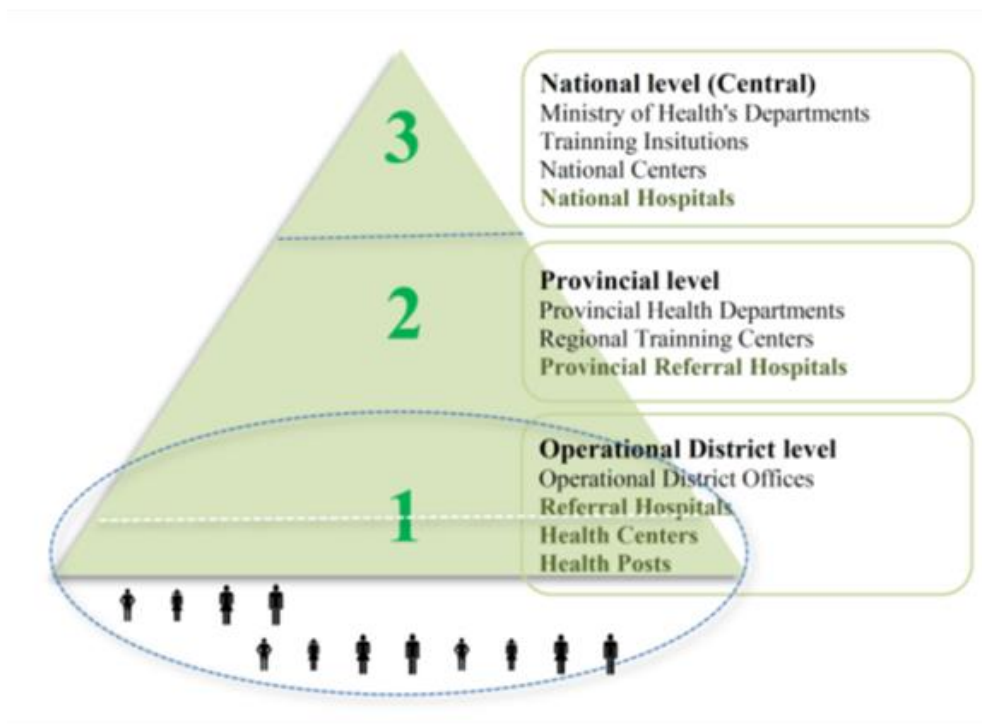 3
National level (Central)
Ministry of Health's Departments
Trainning Insitutions
National Centers
National Hospitals
2
Provincial level
Provincial Health Departments
Regional Trainning Centers
Provincial Referral Hospitals
1
Operational District level
Operational District Offices
Referral Hospitals
Health Centers
Health Posts